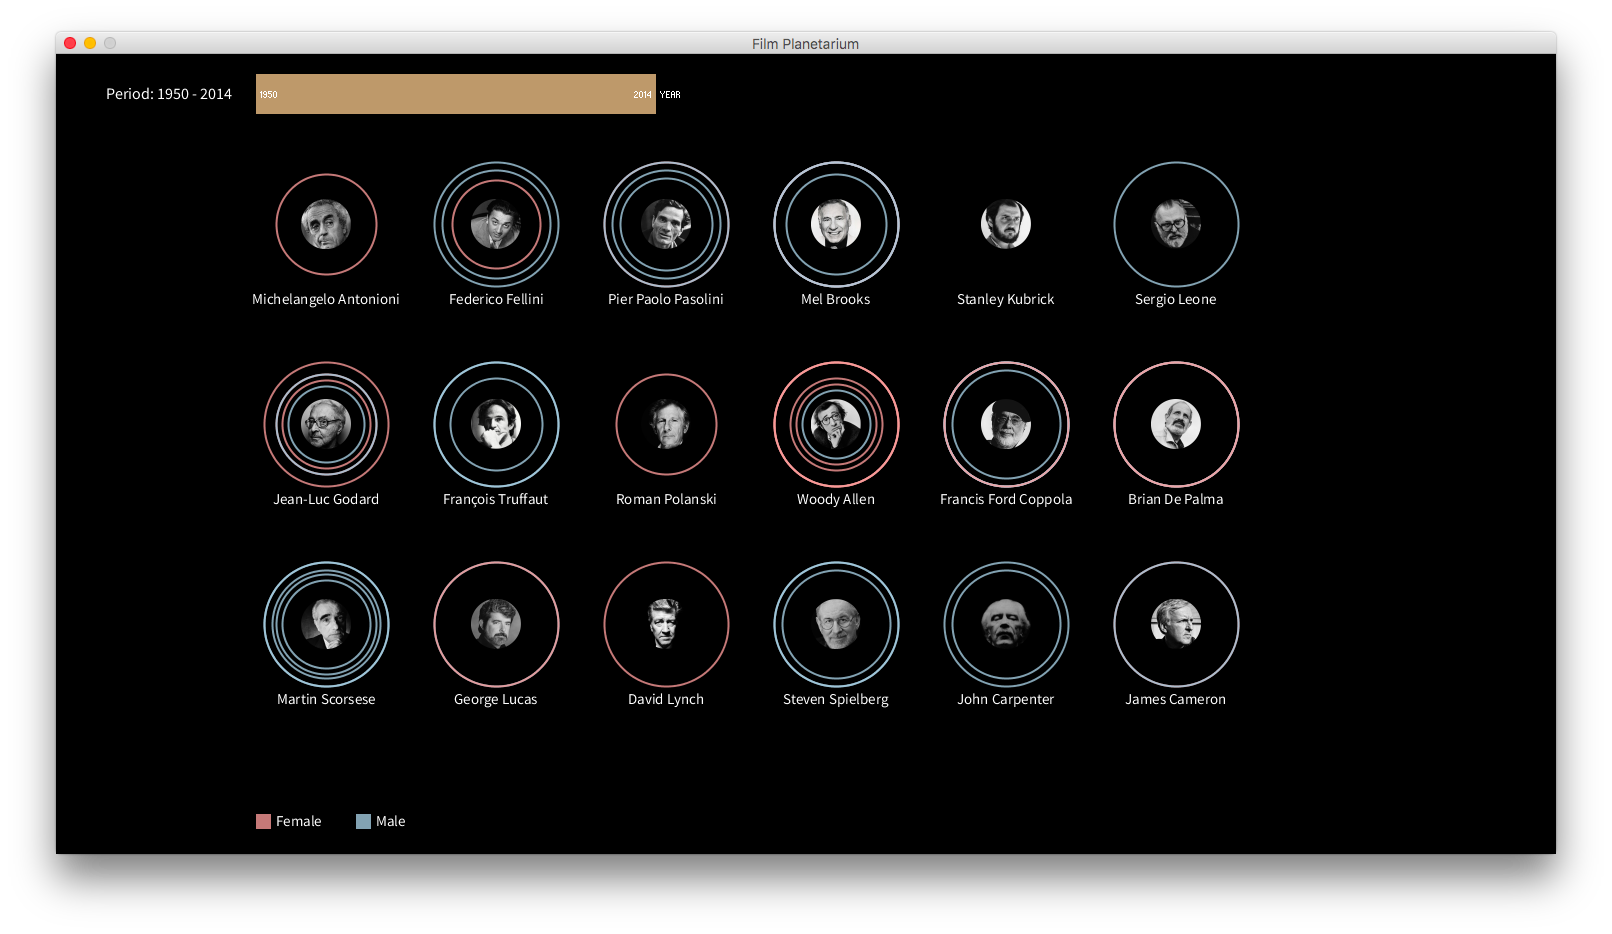 Film Planetarium
Period: 1950 - 2014
1950
2014
YEAR
Michelangelo Antonioni
Federico Fellini
Pier Paolo Pasolini
Mel Brooks
Stanley Kubrick
Sergio Leone
Jean-Luc Godard
François Truffaut
Roman Polanski
Woody Allen
Francis Ford Coppola
Brian De Palma
Martin Scorsese
George Lucas
David Lynch
Steven Spielberg
John Carpenter
James Cameron
Female
Male